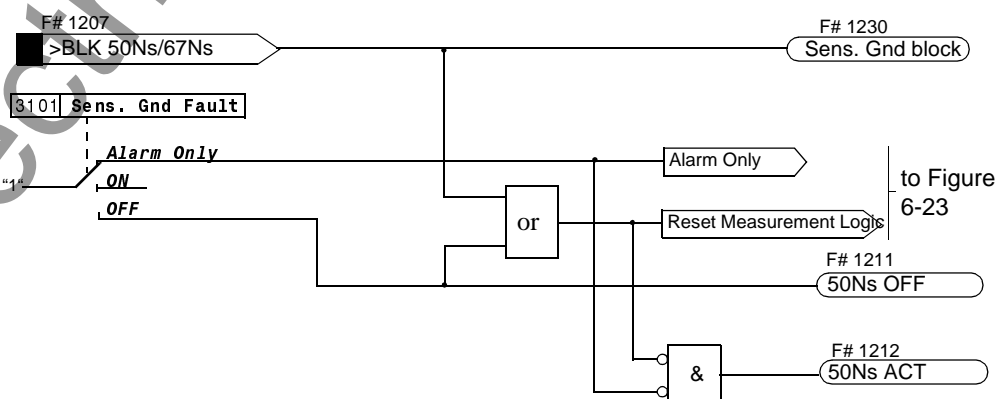 F# 1207
>BLK 50Ns/67Ns
F# 1230
Sens. Gnd block
3101 Sens. Gnd Fault
Alarm Only
"1"
ON
OFF
Alarm Only
to Figure
6-23
or
Reset Measurement Logic
F# 1211
50Ns OFF
F# 1212
50Ns ACT
&